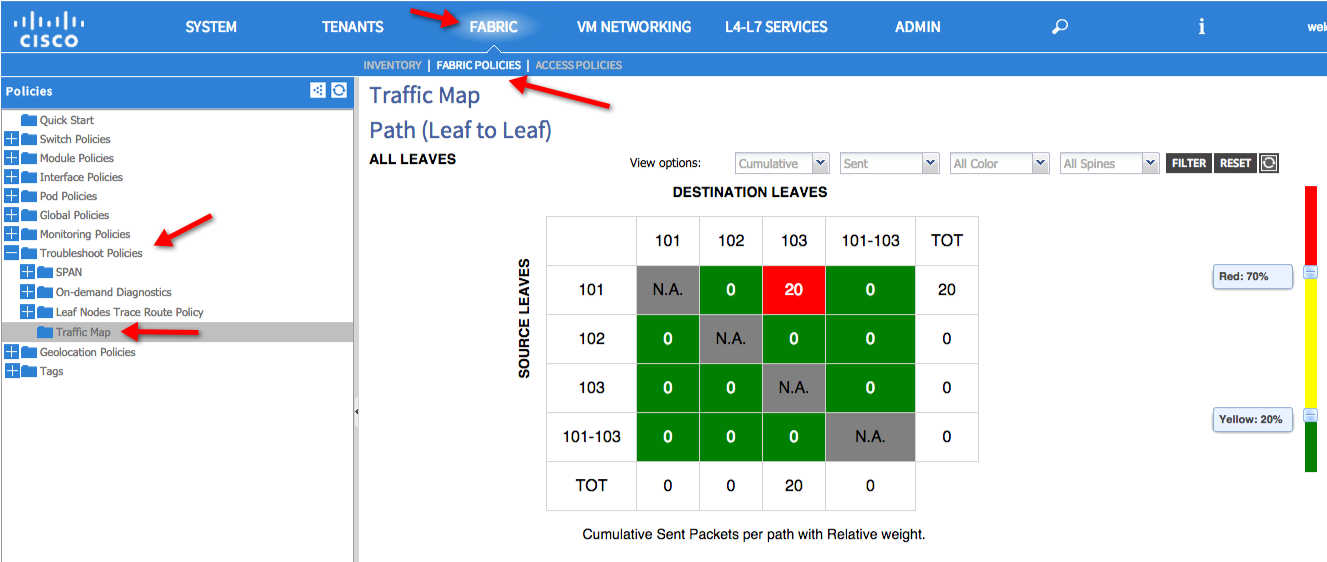 CISCO
SYSTEM TENANTS FABRIC VM NETWORKING L4-L7 SERVICES ADMIN i wel
INVENTORY | FABRIC POLICIES | ACCESS POLICIES
Policies
Quick Start
Switch Policies
Module Policies
Interface Policies
Pod Policies
Global Policies
Monitoring Policies
Troubleshoot Policies
SPAN
On-demand Diagnostics
Leaf Nodes Trace Route Policy
Traffic Map
Geolocation Policies
Tags
Traffic Map
Path (Leaf to Leaf)
ALL LEAVES
View options: Cumulative Sent All Color All Spines FILTER RESET
DESTINATION LEAVES
SOURCE LEAVES
101 102 103 101-103 TOT
101 N.A. 0 20 0 20
102 0 N.A. 0 0 0
103 0 0 N.A. 0 0
101-103 0 0 0 N.A. 0
TOT 0 0 20 0
Cumulative Sent Packets per path with Relative weight.
Red: 70%
Yellow: 20%